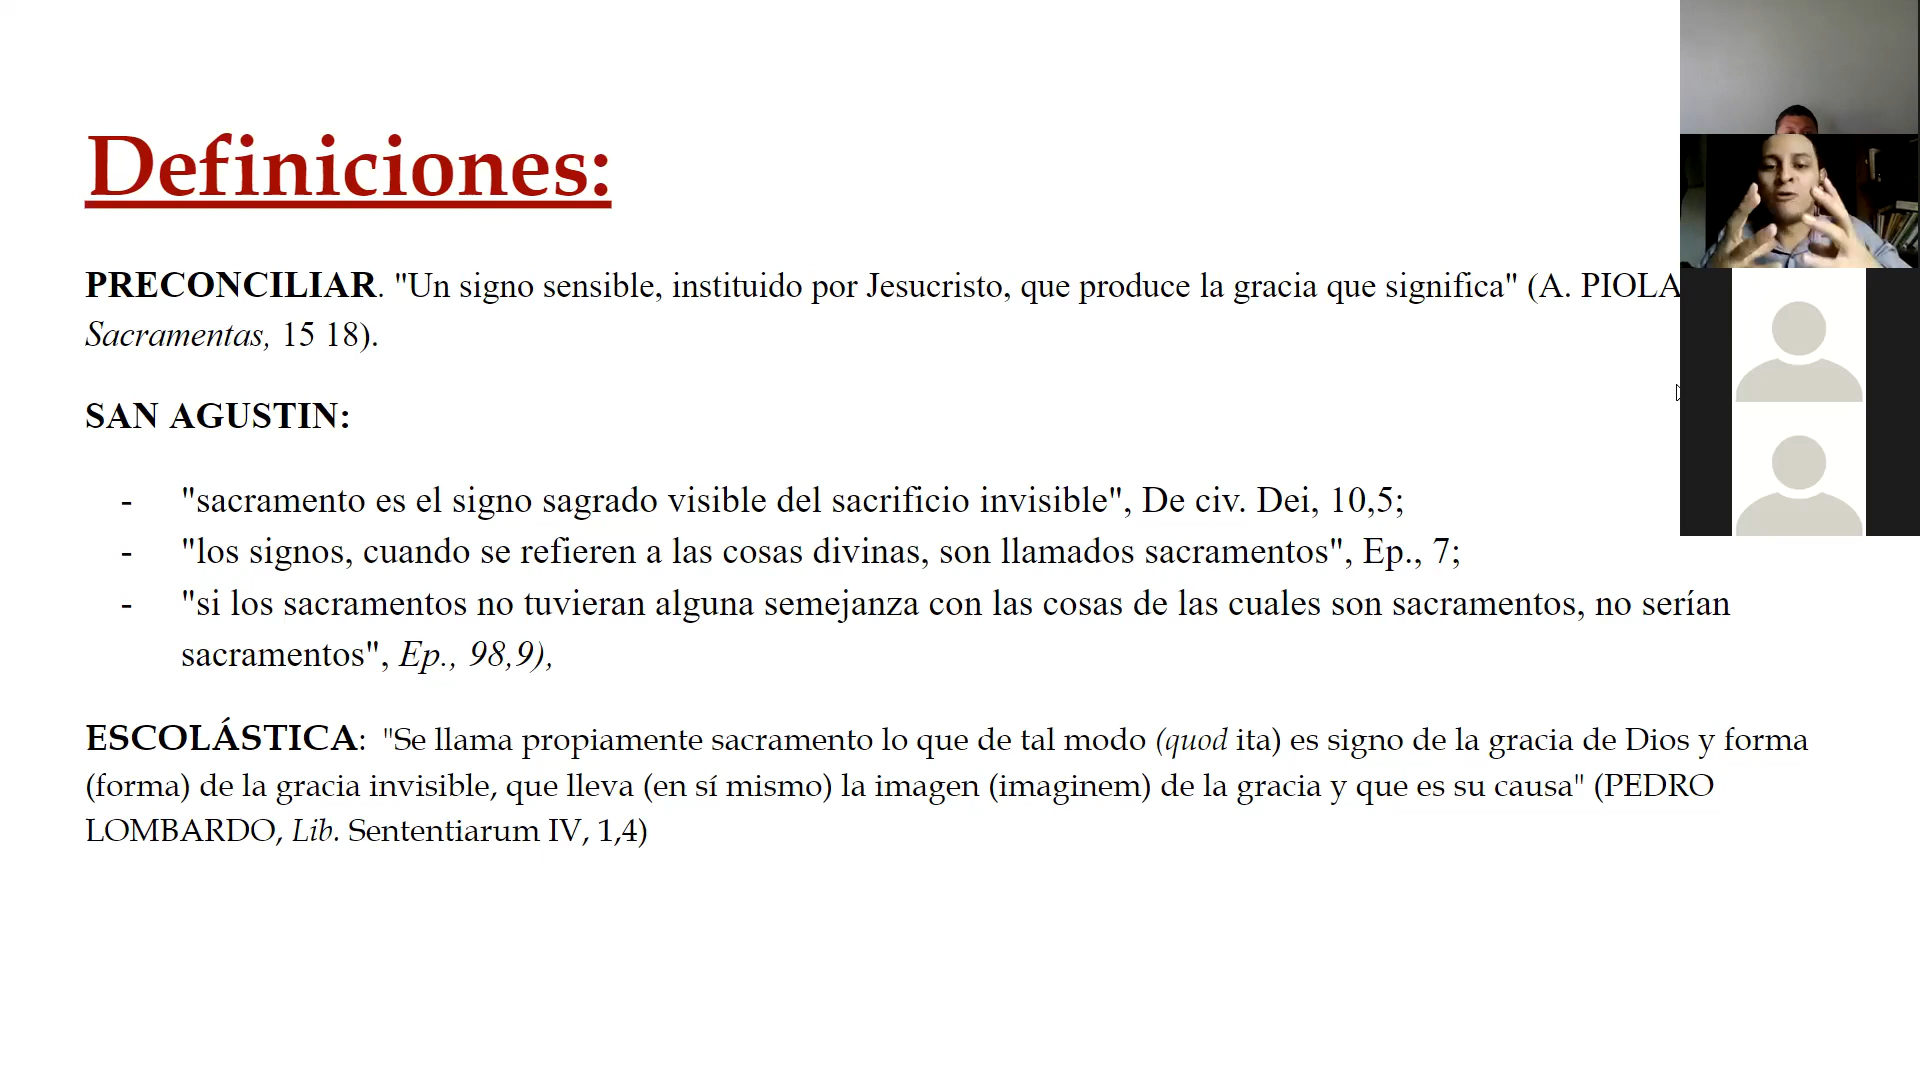 Definiciones:
PRECONCILIAR. "Un signo sensible, instituido por Jesucristo, que produce la gracia que significa" (A. PIOLA
Sacramentas, 15 18).
SAN AGUSTIN:
- "sacramento es el signo sagrado visible del sacrificio invisible", De civ. Dei, 10,5;
- "los signos, cuando se refieren a las cosas divinas, son llamados sacramentos", Ep., 7;
- "si los sacramentos no tuvieran alguna semejanza con las cosas de las cuales son sacramentos, no serían
sacramentos", Ep., 98,9),
ESCOLÁSTICA: "Se llama propiamente sacramento lo que de tal modo (quod ita) es signo de la gracia de Dios y forma
(forma) de la gracia invisible, que lleva (en sí mismo) la imagen (imaginem) de la gracia y que es su causa" (PEDRO
LOMBARDO, Lib. Sententiarum IV, 1,4)